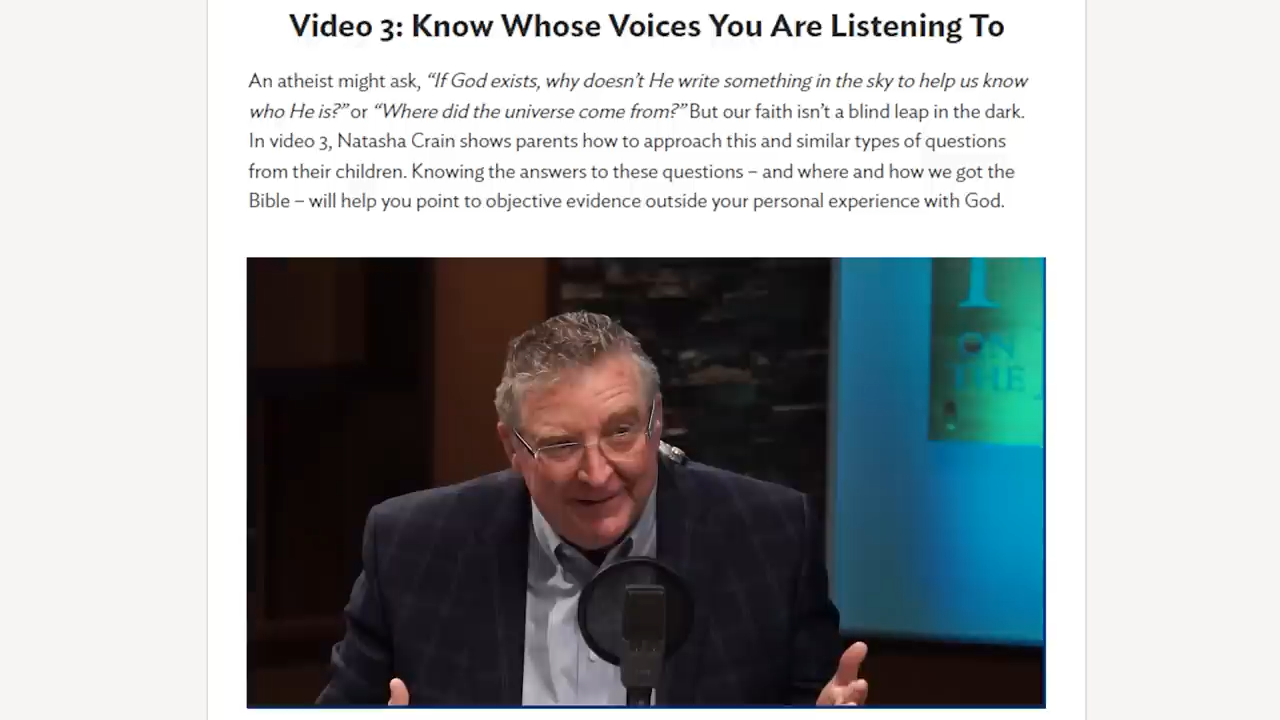 Video 3: Know Whose Voices You Are Listening To
An atheist might ask, “If God exists, why doesn’t He write something in the sky to help us know
who He is?” or “Where did the universe come from?” But our faith isn’t a blind leap in the dark.
In video 3, Natasha Crain shows parents how to approach this and similar types of questions
from their children. Knowing the answers to these questions – and where and how we got the
Bible – will help you point to objective evidence outside your personal experience with God.
ON
THE